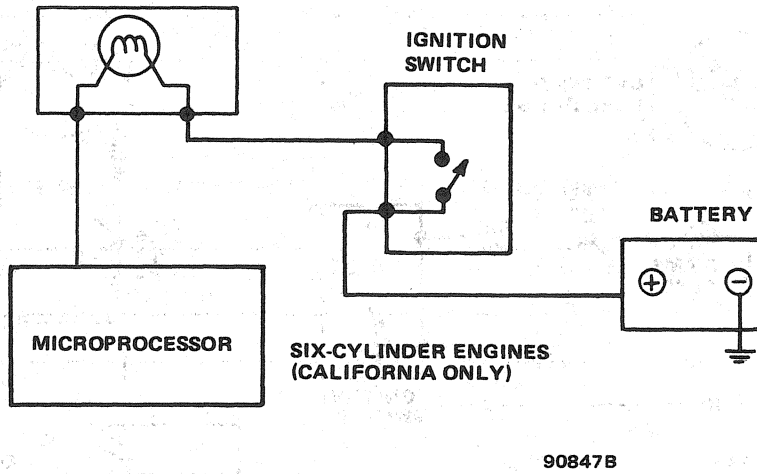 IGNITION
SWITCH
BATTERY
+
−
MICROPROCESSOR
SIX-CYLINDER ENGINES
(CALIFORNIA ONLY)
90847B